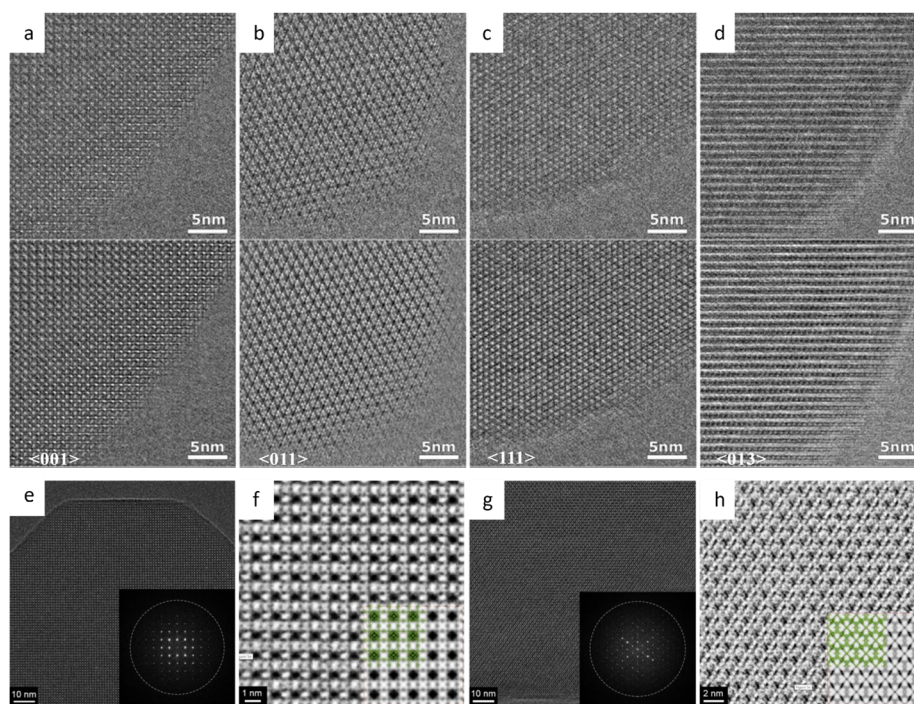 a b c d
5nm 5nm 5nm 5nm
<001> 5nm <011> 5nm <111> 5nm <013> 5nm
e f g h
10 nm 1 nm 10 nm 2 nm